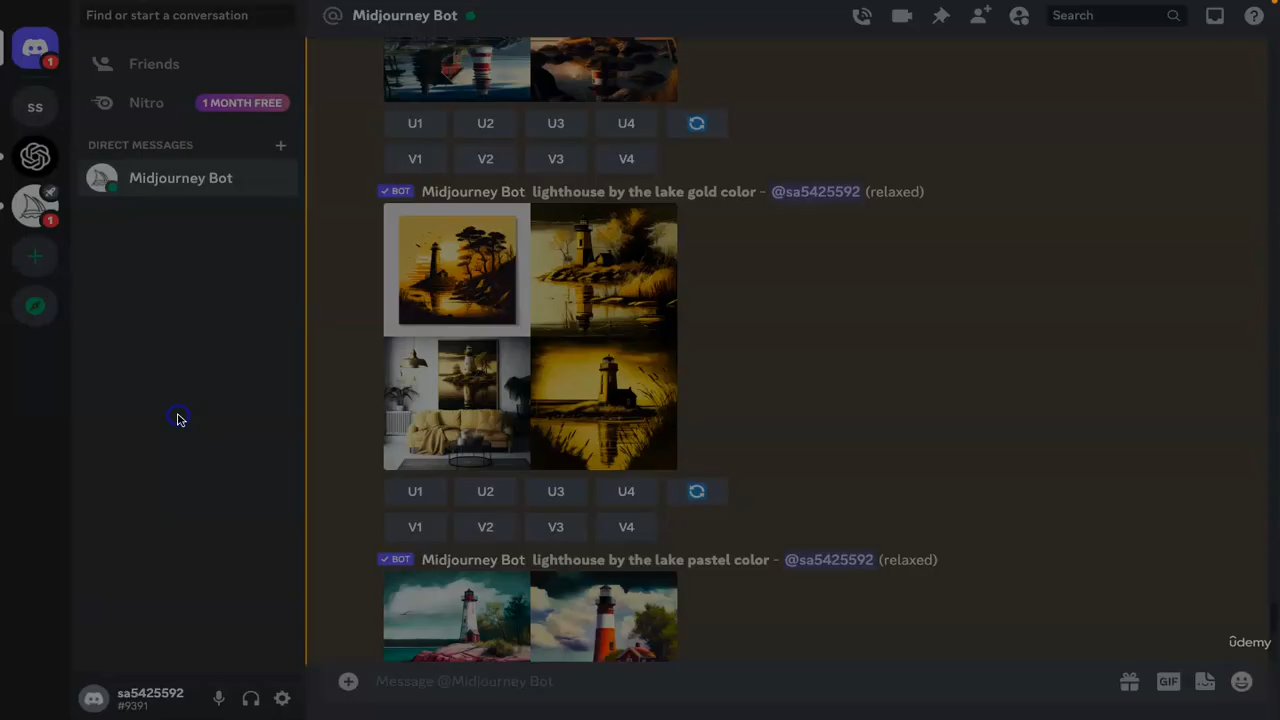 Find or start a conversation
Midjourney Bot
Search
1
Friends
Nitro
1 MONTH FREE
SS
DIRECT MESSAGES
Midjourney Bot
1
U1 U2 U3 U4
V1 V2 V3 V4
BOT Midjourney Bot lighthouse by the lake gold color - @sa5425592 (relaxed)
U1 U2 U3 U4
V1 V2 V3 V4
BOT Midjourney Bot lighthouse by the lake pastel color - @sa5425592 (relaxed)
ûdemy
sa5425592
#9391
Message @Midjourney Bot
GIF